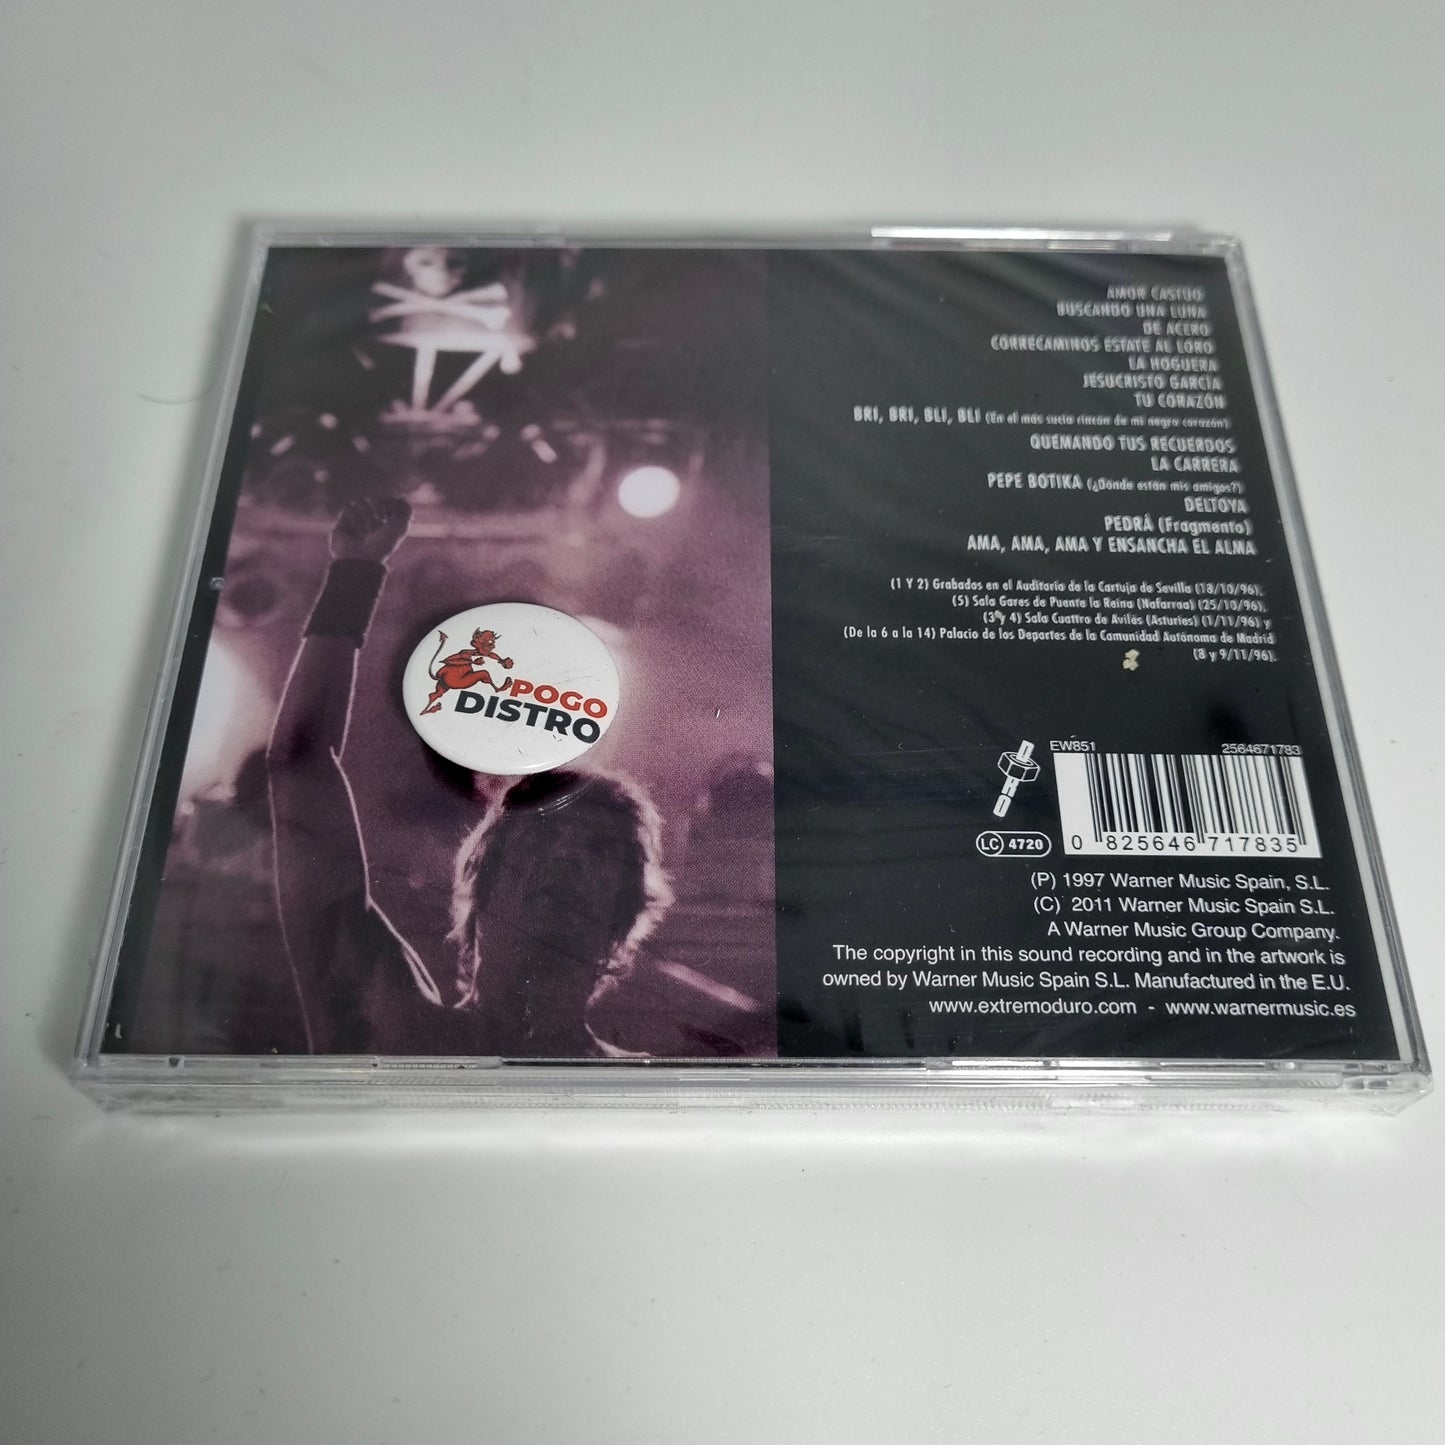 AMOR CASTÚO
BUSCANDO UNA LUNA
DE ACERO
CORRECAMINOS ESTATE AL LORO
LA HOGUERA
JESUCRISTO GARCÍA
TU CORAZÓN
BRI, BRI, BLI, BLI (En el más sucio rincón de mi negro corazón)
QUEMANDO TUS RECUERDOS
LA CARRERA
PEPE BOTIKA (¿Dónde están mis amigos?)
DELTOYA
PEDRÁ (Fragmento)
AMA, AMA, AMA Y ENSANCHA EL ALMA
(1 Y 2) Grabados en el Auditorio de la Cartuja de Sevilla (18/10/96),
(5) Sala Gares de Puente la Reina (Nafarroa) (25/10/96),
(3 y 4) Sala Cuattro de Avilés (Asturies) (1/11/96) y
(De la 6 a la 14) Palacio de los Deportes de la Comunidad Autónoma de Madrid
(8 y 9/11/96).
POGO
DISTRO
DRO
EW851 2564671783
LC 4720
0 825646 717835
(P) 1997 Warner Music Spain, S.L.
(C) 2011 Warner Music Spain S.L.
A Warner Music Group Company.
The copyright in this sound recording and in the artwork is
owned by Warner Music Spain S.L. Manufactured in the E.U.
www.extremoduro.com - www.warnermusic.es